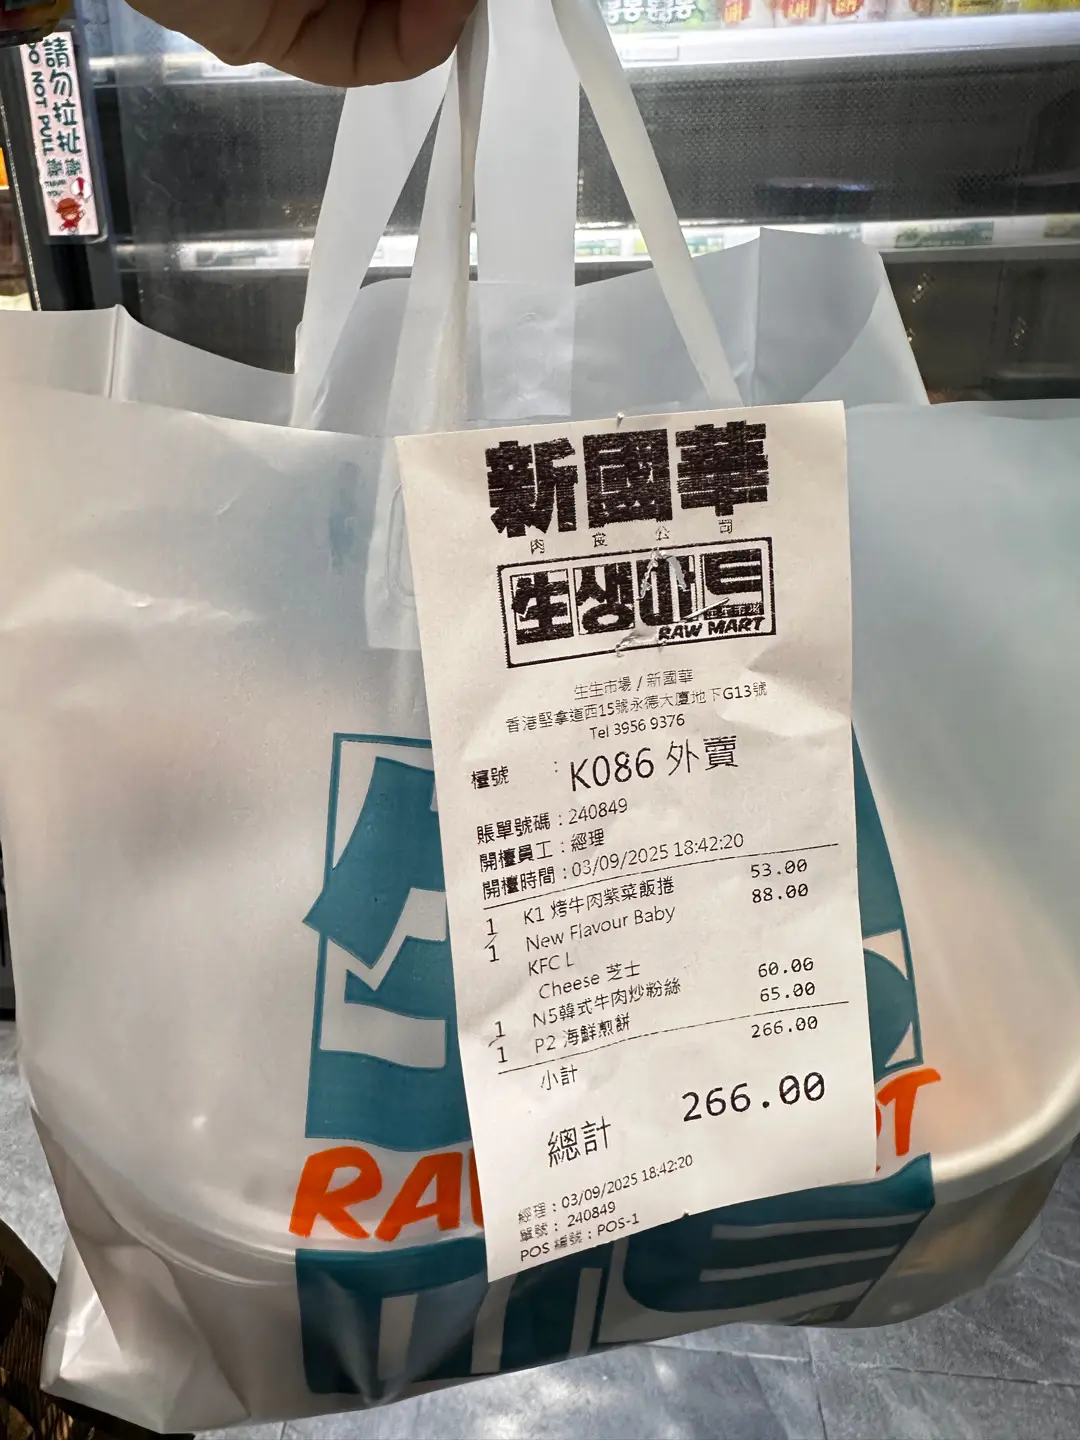 請勿拉扯
DO NOT PULL
謝謝
THANK YOU~
新國華
肉食公司
生생마트
生生市場
RAW MART
生生市場 / 新國華
香港堅拿道西15號永德大廈地下G13號
Tel 3956 9376
檯號 : K086 外賣
賬單號碼 : 240849
開檯員工 : 經理
開檯時間 : 03/09/2025 18:42:20
1 K1 烤牛肉紫菜飯捲 53.00
1 New Flavour Baby 88.00
KFC L
Cheese 芝士
1 N5韓式牛肉炒粉絲 60.00
1 P2 海鮮煎餅 65.00
小計 266.00
總計 266.00
經理 : 03/09/2025 18:42:20
單號 : 240849
POS 編號 : POS-1